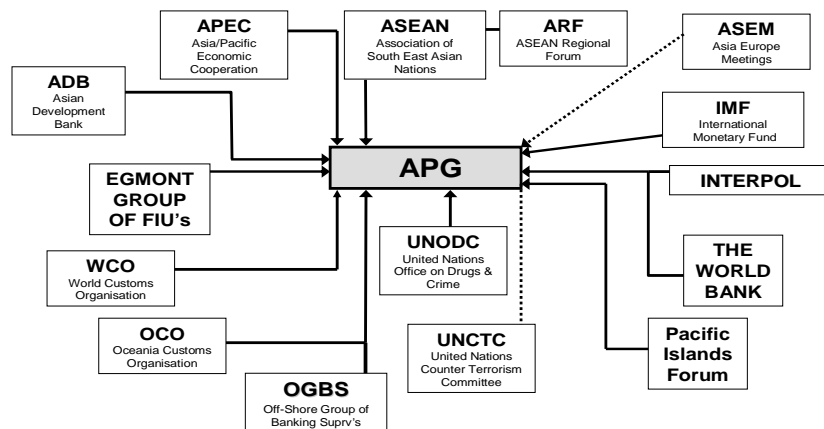 APEC
Asia/Pacific
Economic
Cooperation
ASEAN
Association of
South East Asian
Nations
ARF
ASEAN Regional
Forum
ASEM
Asia Europe
Meetings
ADB
Asian
Development
Bank
IMF
International
Monetary Fund
APG
EGMONT
GROUP
OF FIU's
INTERPOL
UNODC
United Nations
Office on Drugs &
Crime
WCO
World Customs
Organisation
THE
WORLD
BANK
OCO
Oceania Customs
Organisation
UNCTC
United Nations
Counter Terrorism
Committee
Pacific
Islands
Forum
OGBS
Off-Shore Group of
Banking Suprv's